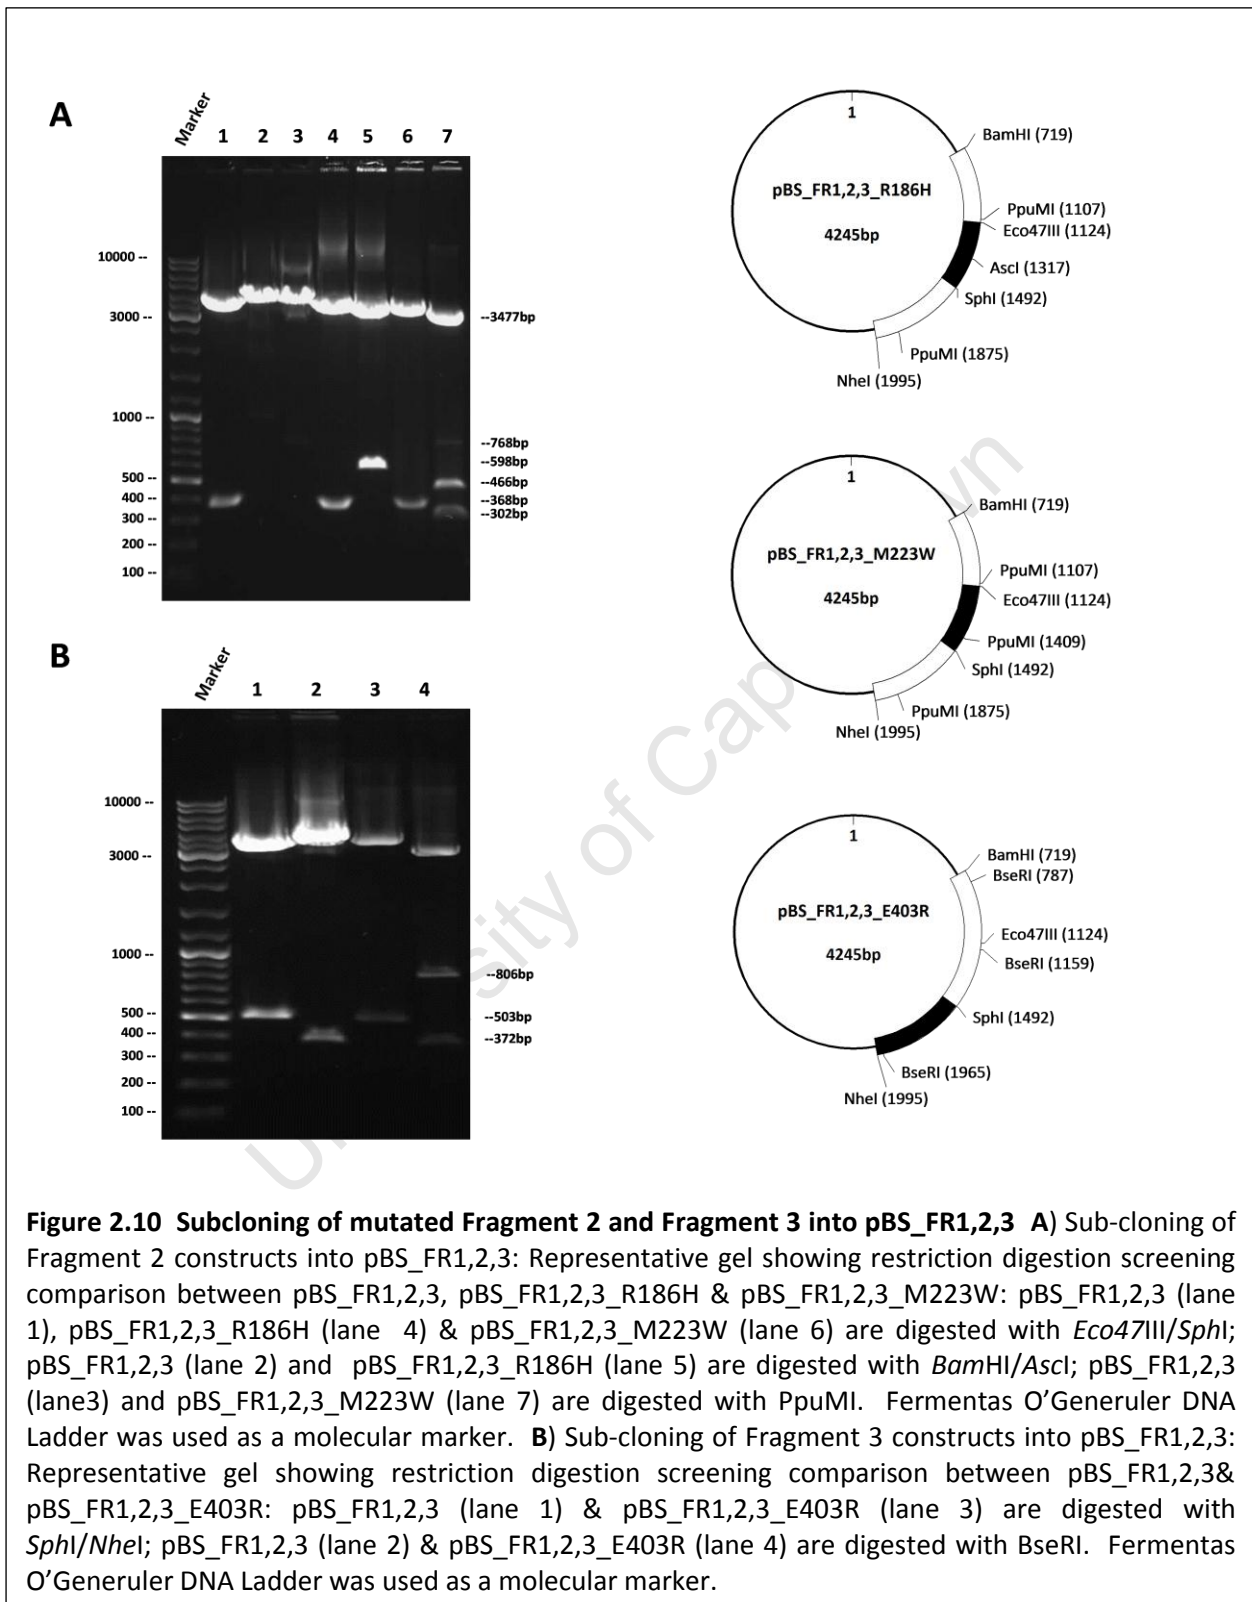 A
Marker 1 2 3 4 5 6 7
10000 --
3000 --
1000 --
500 --
400 --
300 --
200 --
100 --
--3477bp
--768bp
--598bp
--466bp
--368bp
--302bp
1
pBS_FR1,2,3_R186H
4245bp
BamHI (719)
PpuMI (1107)
Eco47III (1124)
AscI (1317)
SphI (1492)
PpuMI (1875)
NheI (1995)
1
pBS_FR1,2,3_M223W
4245bp
BamHI (719)
PpuMI (1107)
Eco47III (1124)
PpuMI (1409)
SphI (1492)
PpuMI (1875)
NheI (1995)
B
Marker 1 2 3 4
10000 --
3000 --
1000 --
500 --
400 --
300 --
200 --
100 --
--806bp
--503bp
--372bp
1
pBS_FR1,2,3_E403R
4245bp
BamHI (719)
BseRI (787)
Eco47III (1124)
BseRI (1159)
SphI (1492)
BseRI (1965)
NheI (1995)
Figure 2.10 Subcloning of mutated Fragment 2 and Fragment 3 into pBS_FR1,2,3 A) Sub-cloning of
Fragment 2 constructs into pBS_FR1,2,3: Representative gel showing restriction digestion screening
comparison between pBS_FR1,2,3, pBS_FR1,2,3_R186H & pBS_FR1,2,3_M223W: pBS_FR1,2,3 (lane
1), pBS_FR1,2,3_R186H (lane 4) & pBS_FR1,2,3_M223W (lane 6) are digested with Eco47III/SphI;
pBS_FR1,2,3 (lane 2) and pBS_FR1,2,3_R186H (lane 5) are digested with BamHI/AscI; pBS_FR1,2,3
(lane3) and pBS_FR1,2,3_M223W (lane 7) are digested with PpuMI. Fermentas O’Generuler DNA
Ladder was used as a molecular marker. B) Sub-cloning of Fragment 3 constructs into pBS_FR1,2,3:
Representative gel showing restriction digestion screening comparison between pBS_FR1,2,3&
pBS_FR1,2,3_E403R: pBS_FR1,2,3 (lane 1) & pBS_FR1,2,3_E403R (lane 3) are digested with
SphI/NheI; pBS_FR1,2,3 (lane 2) & pBS_FR1,2,3_E403R (lane 4) are digested with BseRI. Fermentas
O’Generuler DNA Ladder was used as a molecular marker.